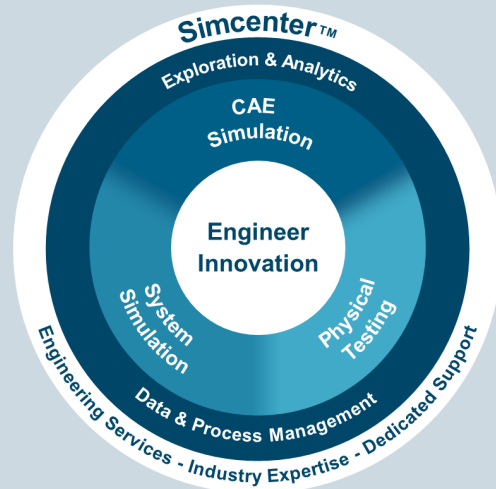 Simcenter™
Exploration & Analytics
CAE
Simulation
Engineer
Innovation
System
Simulation
Physical
Testing
Data & Process Management
Engineering Services - Industry Expertise - Dedicated Support